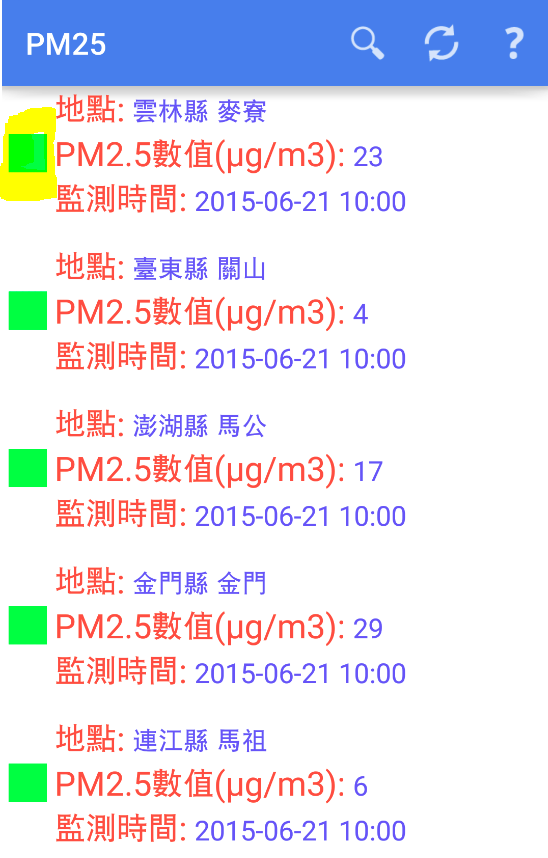 PM25
地點: 雲林縣 麥寮
PM2.5數值(μg/m3): 23
監測時間: 2015-06-21 10:00
地點: 臺東縣 關山
PM2.5數值(μg/m3): 4
監測時間: 2015-06-21 10:00
地點: 澎湖縣 馬公
PM2.5數值(μg/m3): 17
監測時間: 2015-06-21 10:00
地點: 金門縣 金門
PM2.5數值(μg/m3): 29
監測時間: 2015-06-21 10:00
地點: 連江縣 馬祖
PM2.5數值(μg/m3): 6
監測時間: 2015-06-21 10:00